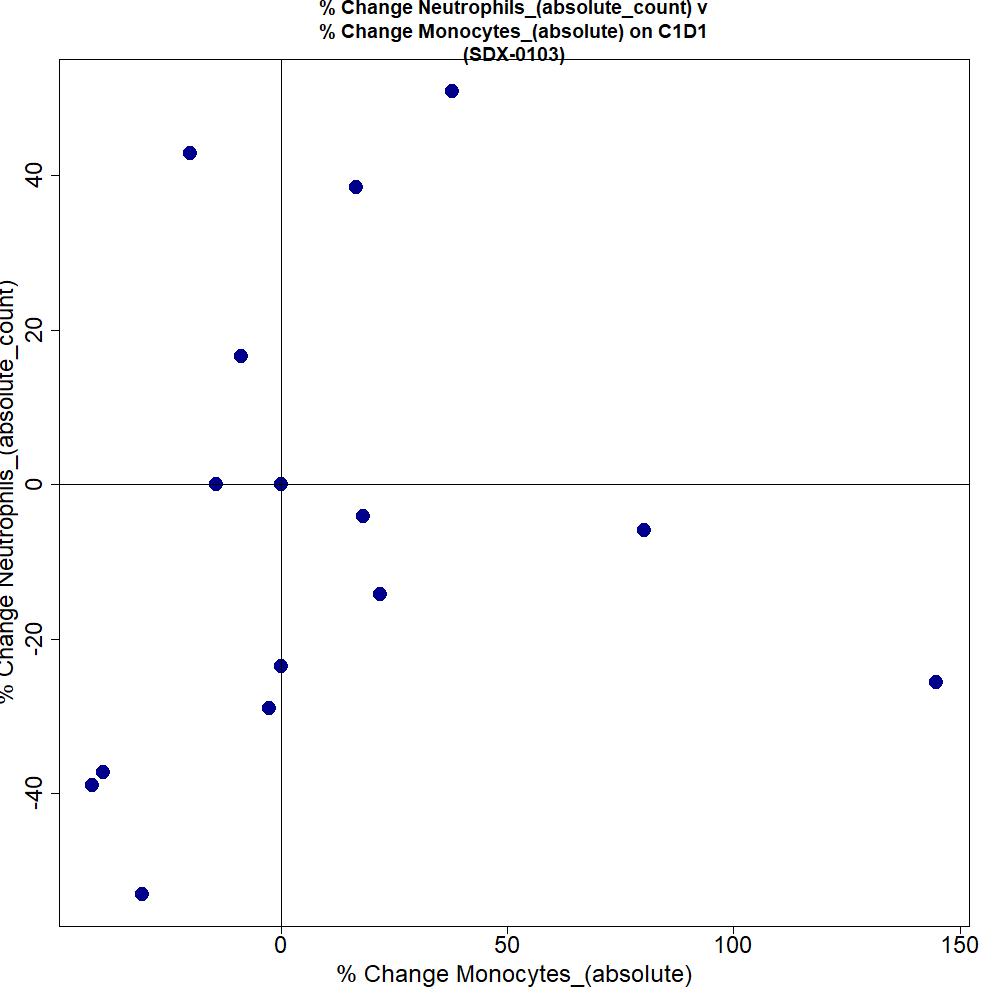 % Change Neutrophils_(absolute_count) v
% Change Monocytes_(absolute) on C1D1
(SDX-0103)
% Change Neutrophils_(absolute_count)
40
20
0
-20
-40
0 50 100 150
% Change Monocytes_(absolute)